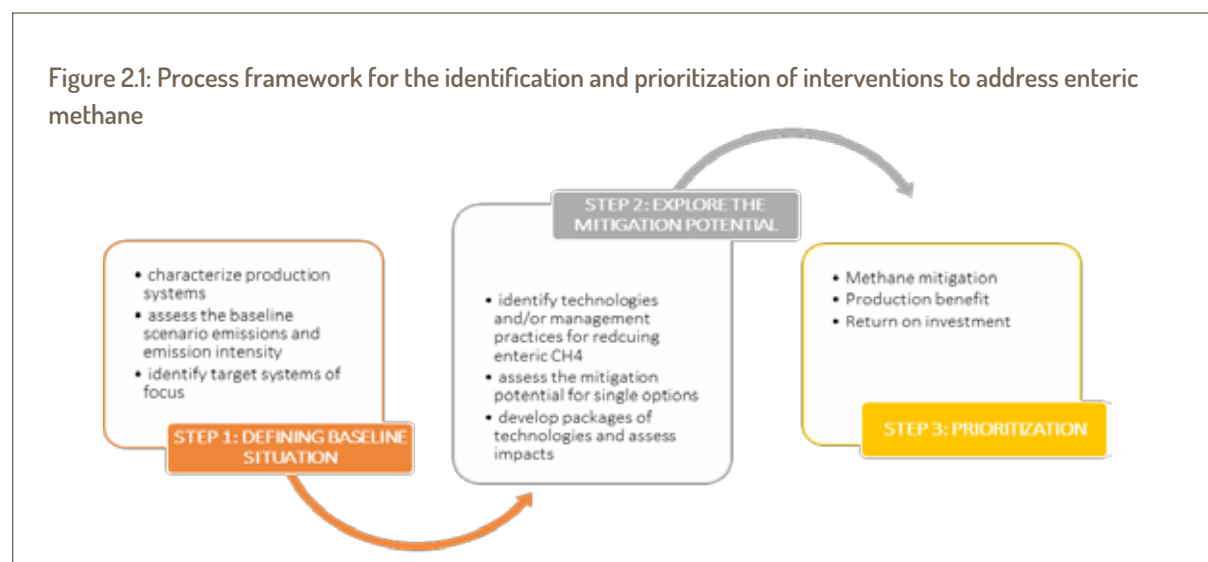 Figure 2.1: Process framework for the identification and prioritization of interventions to address enteric
methane
• characterize production
systems
• assess the baseline
scenario emissions and
emission intensity
• identify target systems of
focus
STEP 1: DEFINING BASELINE
SITUATION
STEP 2: EXPLORE THE
MITIGATION POTENTIAL
• identify technologies
and/or management
practices for redcuing
enteric CH4
• assess the mitigation
potential for single options
• develop packages of
technologies and assess
impacts
• Methane mitigation
• Production benefit
• Return on investment
STEP 3: PRIORITIZATION